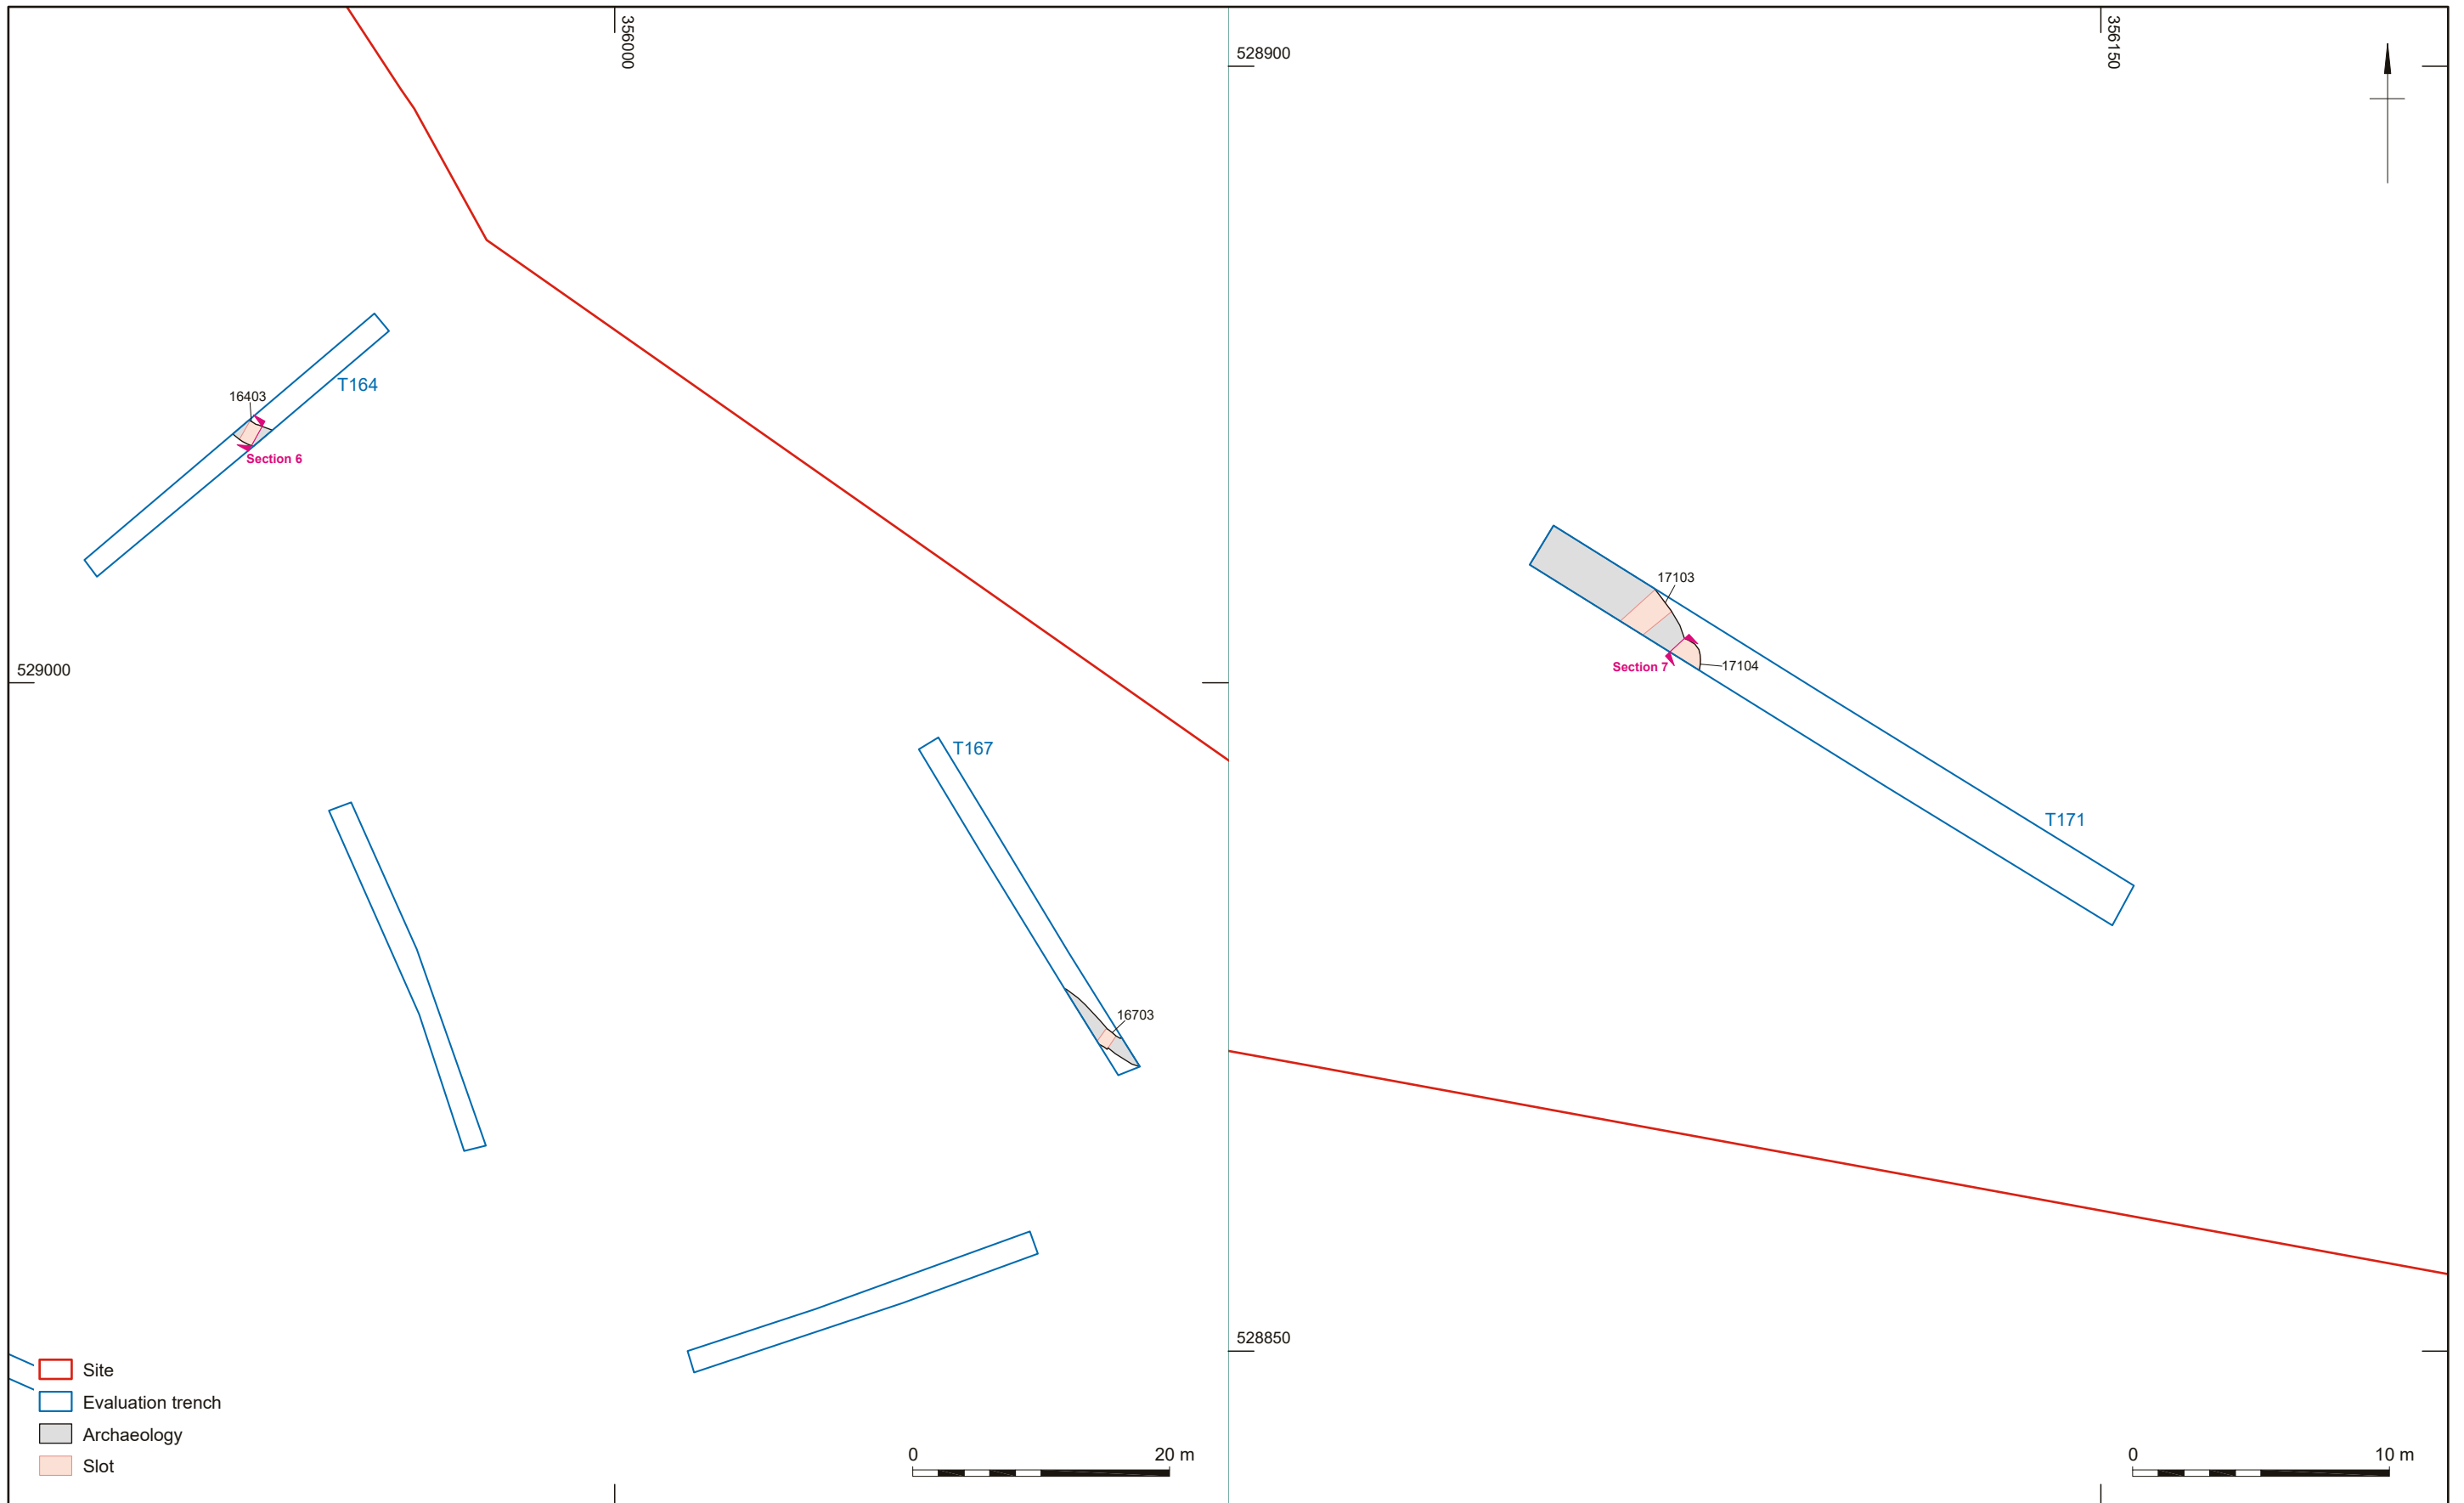 356000
528900
356150
T164
16403
Section 6
17103
Section 7
17104
529000
T167
T171
16703
528850
Site
Evaluation trench
Archaeology
Slot
0 20 m
0 10 m